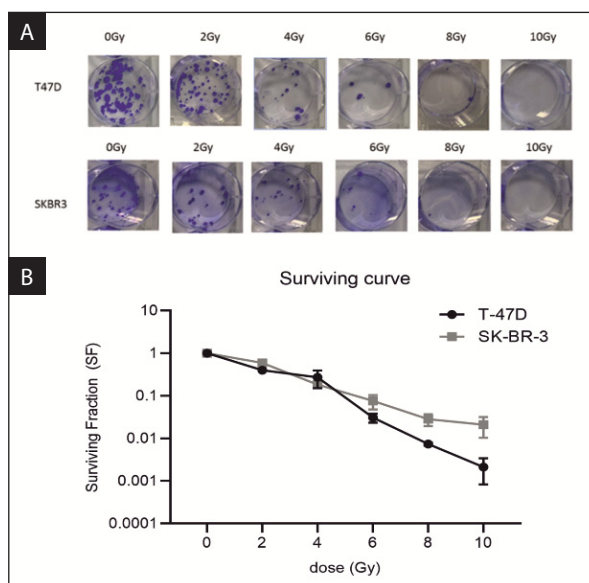 A
0Gy 2Gy 4Gy 6Gy 8Gy 10Gy
T47D
0Gy 2Gy 4Gy 6Gy 8Gy 10Gy
SKBR3
B
Surviving curve
T-47D
SK-BR-3
Surviving Fraction (SF)
10
1
0.1
0.01
0.001
0.0001
0 2 4 6 8 10
dose (Gy)